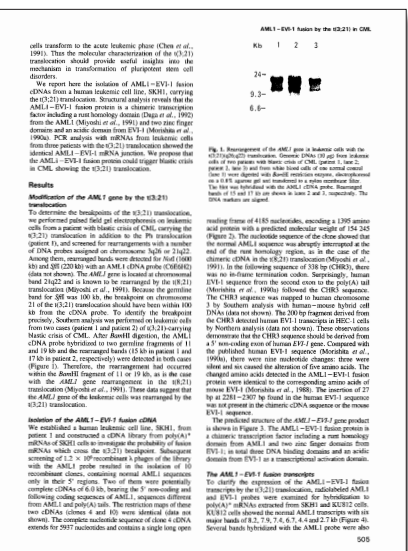 AML1-EVI-1 fusion by the t(3;21) in CML
cells transform to the acute leukemic phase (Chen et al.,
1991). Thus the molecular characterization of the t(3;21)
translocation should provide useful insights into the
mechanism in transformation of pluripotent stem cell
disorders.
We report here the isolation of AML1-EVI-1 fusion
cDNA from a human leukemic cell line, SKH1, carrying
the t(3;21) translocation. Structural analysis reveals that the
AML1-EVI-1 fusion protein is a chimeric transcription
factor including a runt homology domain (Daga et al., 1992)
from the AML1 (Miyoshi et al., 1991) and two zinc finger
domains and an acidic domain from EVI-1 (Morishita et al.,
1990a). PCR analysis with mRNAs from leukemic cells
from three patients with the t(3;21) translocation showed the
identical AML1-EVI-1 mRNA junction. We propose that
the AML1-EVI-1 fusion protein could trigger blastic crisis
in CML showing the t(3;21) translocation.
Results
Modification of the AML1 gene by the t(3;21)
translocation
To determine the breakpoints of the t(3;21) translocation,
we performed pulsed field gel electrophoresis on leukemic
cells from a patient with blastic crisis of CML carrying the
t(3;21) translocation in addition to the Ph translocation
(patient 1), and screened for rearrangements with a number
of DNA probes assigned on chromosomes 3q26 or 21q22.
Among them, rearranged bands were detected for NotI (1600
kb) and SfiI (220 kb) with an AML1 cDNA probe (C6B6H2)
(data not shown). The AML1 gene is located at chromosomal
band 21q22 and is known to be rearranged by the t(8;21)
translocation (Miyoshi et al., 1991). Because the germline
band for SfiI was 100 kb, the breakpoint on chromosome
21 of the t(3;21) translocation should have been within 100
kb from the cDNA probe. To identify the breakpoint
precisely, Southern analysis was performed on leukemic cells
from two cases (patient 1 and patient 2) of t(3;21)-carrying
blastic crisis of CML. After BamHI digestion, the AML1
cDNA probe hybridized to two germline fragments of 11
and 19 kb and the rearranged bands (15 kb in patient 1 and
17 kb in patient 2, respectively) were detected in both cases
(Figure 1). Therefore, the rearrangement had occurred
within the BamHI fragment of 11 or 19 kb, as is the case
with the AML1 gene rearrangement in the t(8;21)
translocation (Miyoshi et al., 1991). These data suggest that
the AML1 gene of the leukemic cells was rearranged by the
t(3;21) translocation.
Isolation of the AML1-EVI-1 fusion cDNA
We established a human leukemic cell line, SKH1, from
patient 1 and constructed a cDNA library from poly(A)+
mRNAs of SKH1 cells to investigate the probability of fusion
mRNAs which cross the t(3;21) breakpoint. Subsequent
screening of 1.2 × 10⁶ recombinant λ phages of the library
with the AML1 probe resulted in the isolation of 10
recombinant clones, containing normal AML1 sequences
only in their 5' regions. Two of them were potentially
complete cDNAs of 6.0 kb, bearing the 5' non-coding and
following coding sequences of AML1, sequences different
from AML1 and poly(A) tails. The restriction maps of these
two cDNAs (clones 4 and 10) were identical (data not
shown). The complete nucleotide sequence of clone 4 cDNA
extends for 5937 nucleotides and contains a single long open
Kb 1 2 3
24-
9.3-
6.6-
Fig. 1. Rearrangement of the AML1 gene in leukemic cells with the
t(3;21)(q26;q22) translocation. Genomic DNAs (10 μg) from leukemic
cells of two patients with blastic crisis of CML (patient 1, lane 2;
patient 2, lane 3) and from white blood cells of one normal control
(lane 1) were digested with BamHI restriction enzyme, electrophoresed
on a 0.8% agarose gel and transferred to a nylon membrane filter.
The blot was hybridized with the AML1 cDNA probe. Rearranged
bands of 15 and 17 kb are shown in lanes 2 and 3, respectively. The
DNA markers are aligned.
reading frame of 4185 nucleotides, encoding a 1395 amino
acid protein with a predicted molecular weight of 154 245
(Figure 2). The nucleotide sequence of the clone showed that
the normal AML1 sequence was abruptly interrupted at the
end of the runt homology region, as in the case of the
chimeric cDNA in the t(8;21) translocation (Miyoshi et al.,
1991). In the following sequence of 338 bp (CHR3), there
was no in-frame termination codon. Surprisingly, human
EVI-1 sequence from the second exon to the poly(A) tail
(Morishita et al., 1990a) followed the CHR3 sequence.
The CHR3 sequence was mapped to human chromosome
3 by Southern analysis with human-mouse hybrid cell
DNAs (data not shown). The 200 bp fragment derived from
the CHR3 detected human EVI-1 transcripts in HEC-1 cells
by Northern analysis (data not shown). These observations
demonstrate that the CHR3 sequence should be derived from
a 5' non-coding exon of human EVI-1 gene. Compared with
the published human EVI-1 sequence (Morishita et al.,
1990a), there were nine nucleotide changes: three were
silent and six caused the alteration of five amino acids. The
changed amino acids detected in the AML1-EVI-1 fusion
protein were identical to the corresponding amino acids of
mouse EVI-1 (Morishita et al., 1988). The insertion of 27
bp at 2281-2307 bp found in the human EVI-1 sequence
was not present in the chimeric cDNA sequence or the mouse
EVI-1 sequence.
The predicted structure of the AML1-EVI-1 gene product
is shown in Figure 3. The AML1-EVI-1 fusion protein is
a chimeric transcription factor including a runt homology
domain from AML1 and two zinc finger domains from
EVI-1; in total three DNA binding domains and an acidic
domain from EVI-1 as a transcriptional activation domain.
The AML1-EVI-1 fusion transcripts
To clarify the expression of the AML1-EVI-1 fusion
transcripts by the t(3;21) translocation, radiolabeled AML1
and EVI-1 probes were examined for hybridization to
poly(A)+ mRNAs extracted from SKH1 and KU812 cells.
KU812 cells showed the normal AML1 transcripts with six
major bands of 8.2, 7.9, 7.4, 6.7, 4.4 and 2.7 kb (Figure 4).
Several bands hybridized with the AML1 probe were also
505